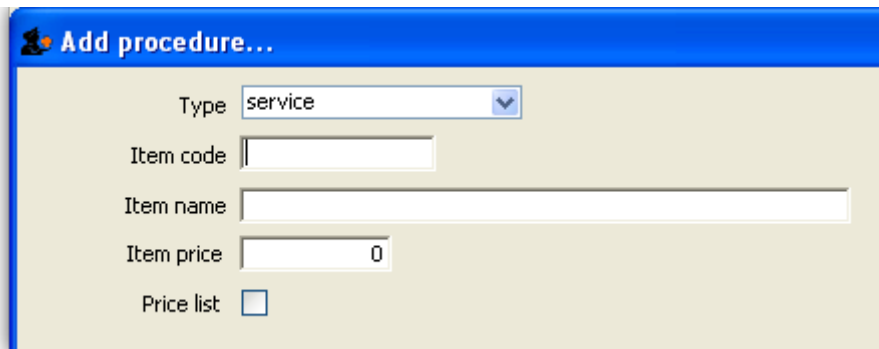 Add procedure...
Type service
Item code
Item name
Item price 0
Price list